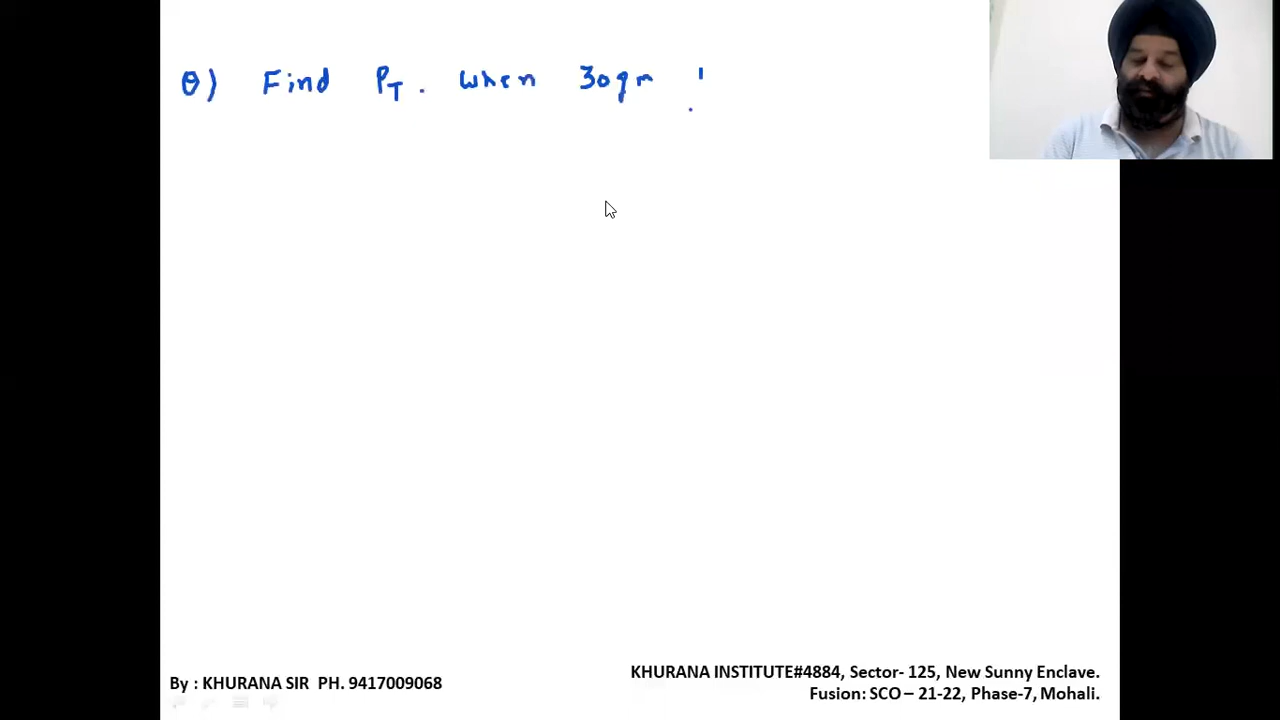 Q) Find PT. When 30gm
By : KHURANA SIR PH. 9417009068
KHURANA INSTITUTE#4884, Sector- 125, New Sunny Enclave.
Fusion: SCO – 21-22, Phase-7, Mohali.